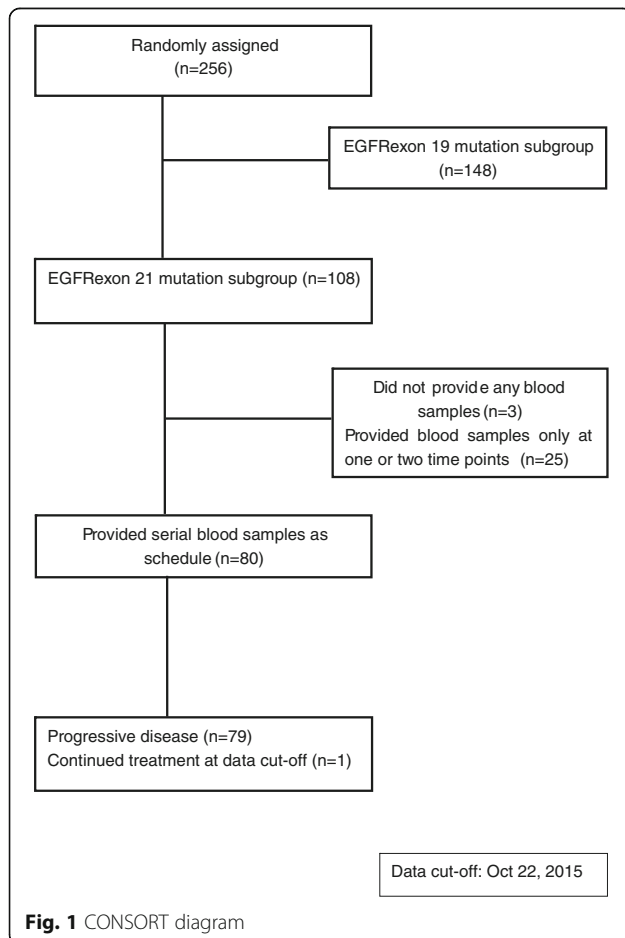 Randomly assigned
(n=256)
EGFRexon 19 mutation subgroup
(n=148)
EGFRexon 21 mutation subgroup (n=108)
Did not provide any blood
samples (n=3)
Provided blood samples only at
one or two time points (n=25)
Provided serial blood samples as
schedule (n=80)
Progressive disease (n=79)
Continued treatment at data cut-off (n=1)
Data cut-off: Oct 22, 2015
Fig. 1 CONSORT diagram